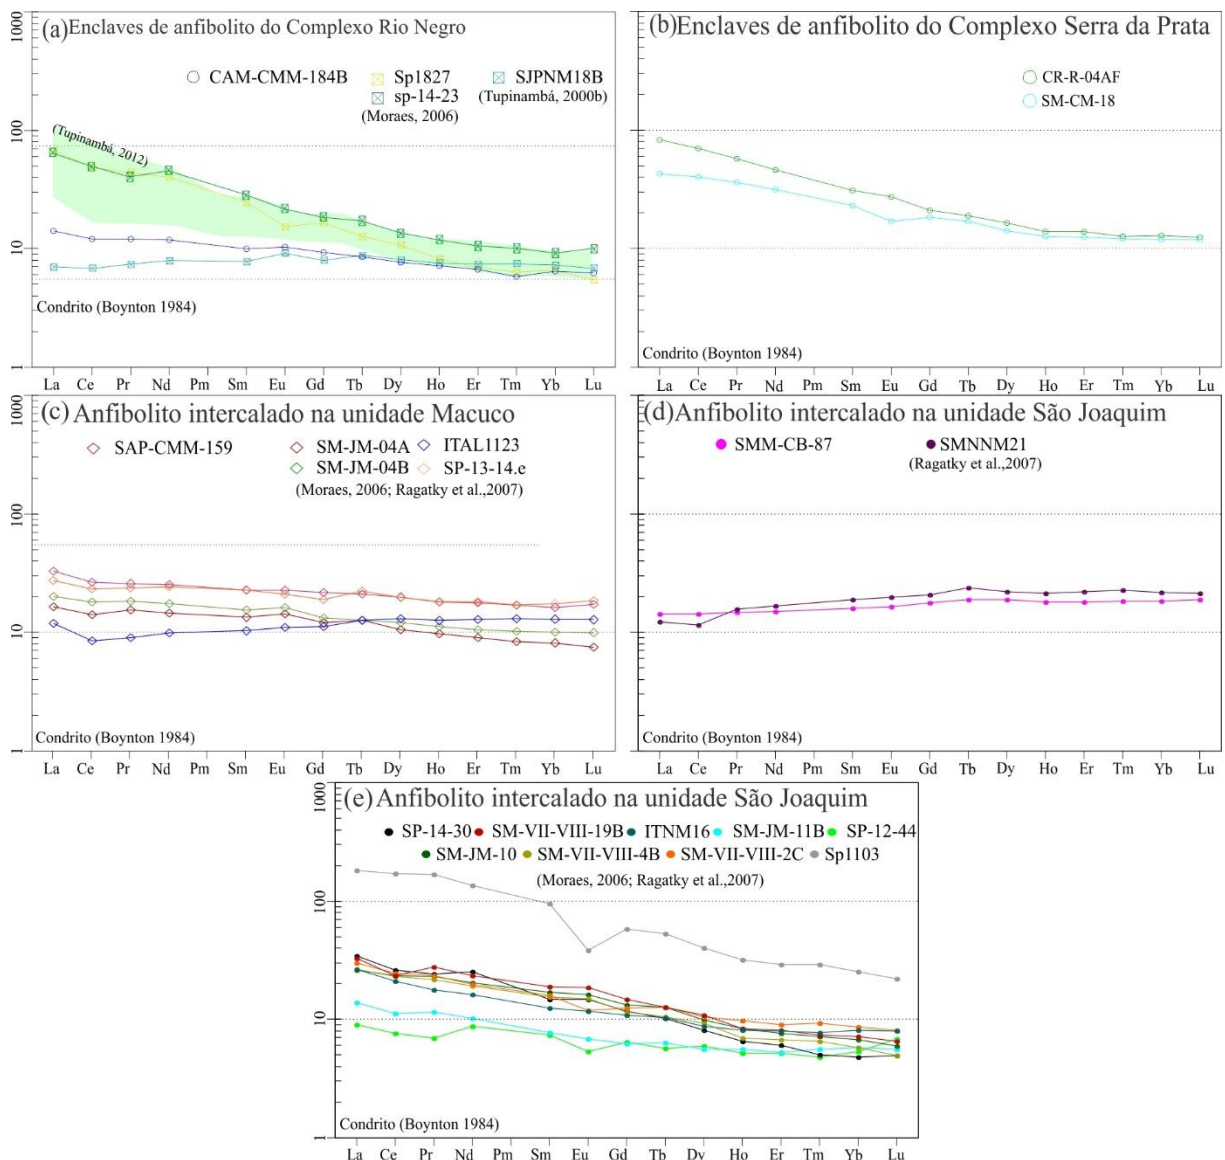 (a) Enclaves de anfibolito do Complexo Rio Negro
CAM-CMM-184B
Sp1827
SJPNM18B
sp-14-23
(Tupinambá, 2000b)
(Moraes, 2006)
(Tupinambá, 2012)
1000
100
10
1
Condrito (Boynton 1984)
La Ce Pr Nd Pm Sm Eu Gd Tb Dy Ho Er Tm Yb Lu
(b) Enclaves de anfibolito do Complexo Serra da Prata
CR-R-04AF
SM-CM-18
Condrito (Boynton 1984)
La Ce Pr Nd Pm Sm Eu Gd Tb Dy Ho Er Tm Yb Lu
(c) Anfibolito intercalado na unidade Macuco
SAP-CMM-159
SM-JM-04A
ITAL1123
SM-JM-04B
SP-13-14.e
(Moraes, 2006; Ragatky et al.,2007)
1000
100
10
1
Condrito (Boynton 1984)
La Ce Pr Nd Pm Sm Eu Gd Tb Dy Ho Er Tm Yb Lu
(d) Anfibolito intercalado na unidade São Joaquim
SMM-CB-87
SMNNM21
(Ragatky et al.,2007)
Condrito (Boynton 1984)
La Ce Pr Nd Pm Sm Eu Gd Tb Dy Ho Er Tm Yb Lu
(e) Anfibolito intercalado na unidade São Joaquim
SP-14-30 SM-VII-VIII-19B ITNM16 SM-JM-11B SP-12-44
SM-JM-10 SM-VII-VIII-4B SM-VII-VIII-2C Sp1103
(Moraes, 2006; Ragatky et al.,2007)
1000
100
10
1
Condrito (Boynton 1984)
La Ce Pr Nd Pm Sm Eu Gd Tb Dy Ho Er Tm Yb Lu